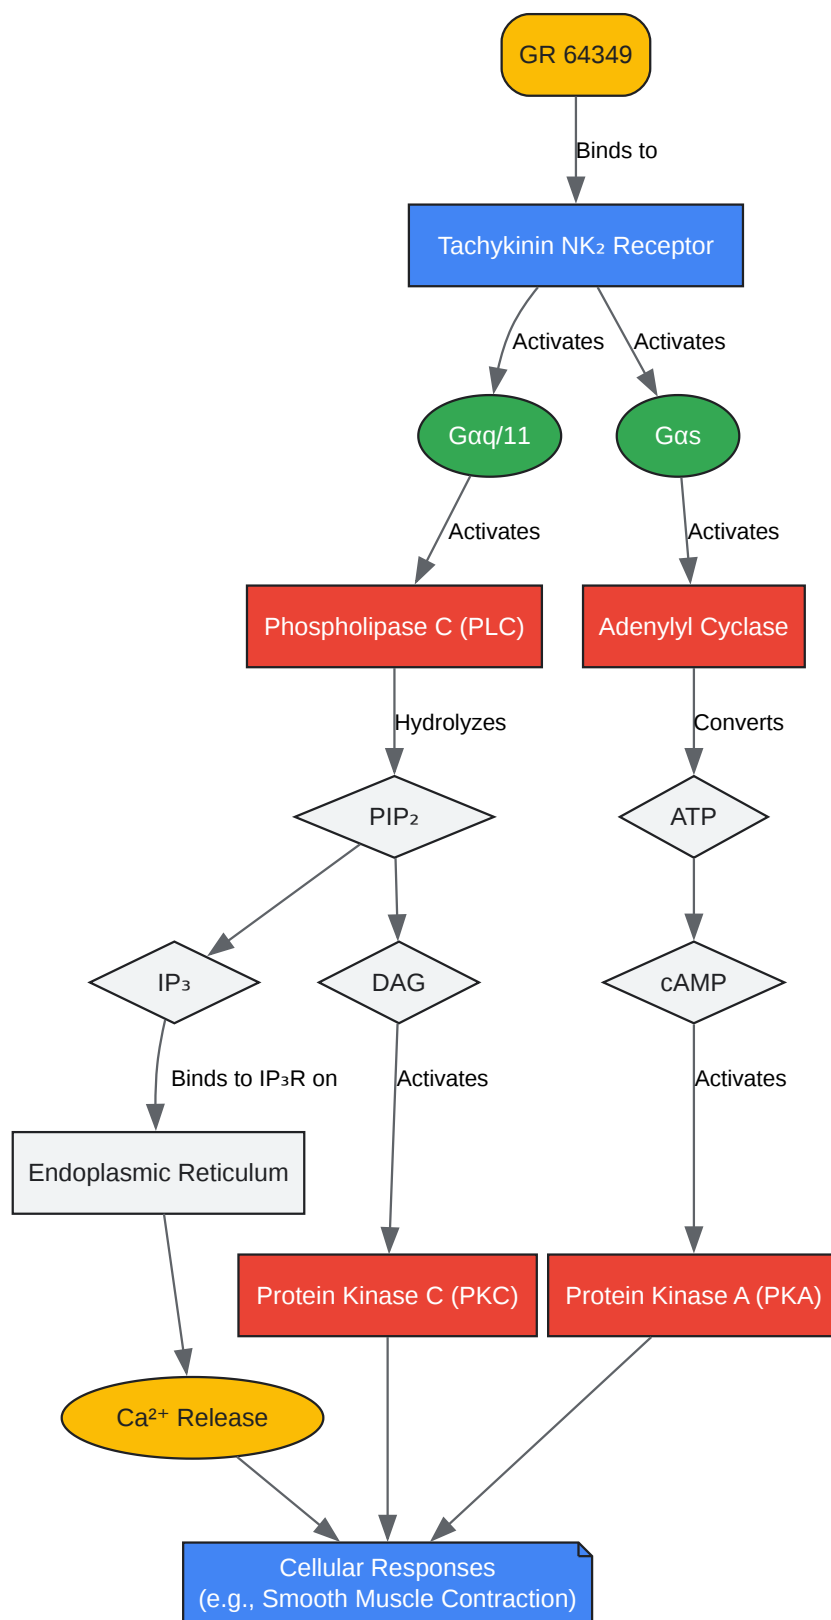 GR 64349
Binds to
Tachykinin NK₂ Receptor
Activates
Activates
Gαq/11
Gαs
Activates
Activates
Phospholipase C (PLC)
Adenylyl Cyclase
Hydrolyzes
Converts
PIP₂
ATP
IP₃
DAG
cAMP
Binds to IP₃R on
Activates
Activates
Endoplasmic Reticulum
Protein Kinase C (PKC)
Protein Kinase A (PKA)
Ca²⁺ Release
Cellular Responses
(e.g., Smooth Muscle Contraction)